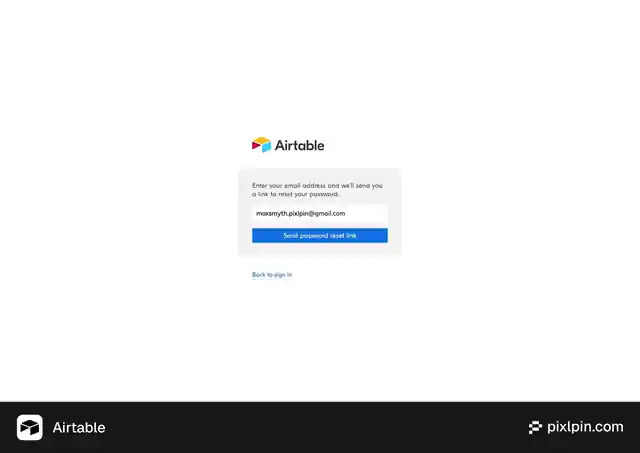 Airtable
Enter your email address and we'll send you
a link to reset your password.
maxsmyth.pixlpin@gmail.com
Send password reset link
Back to sign in
Airtable
pixlpin.com